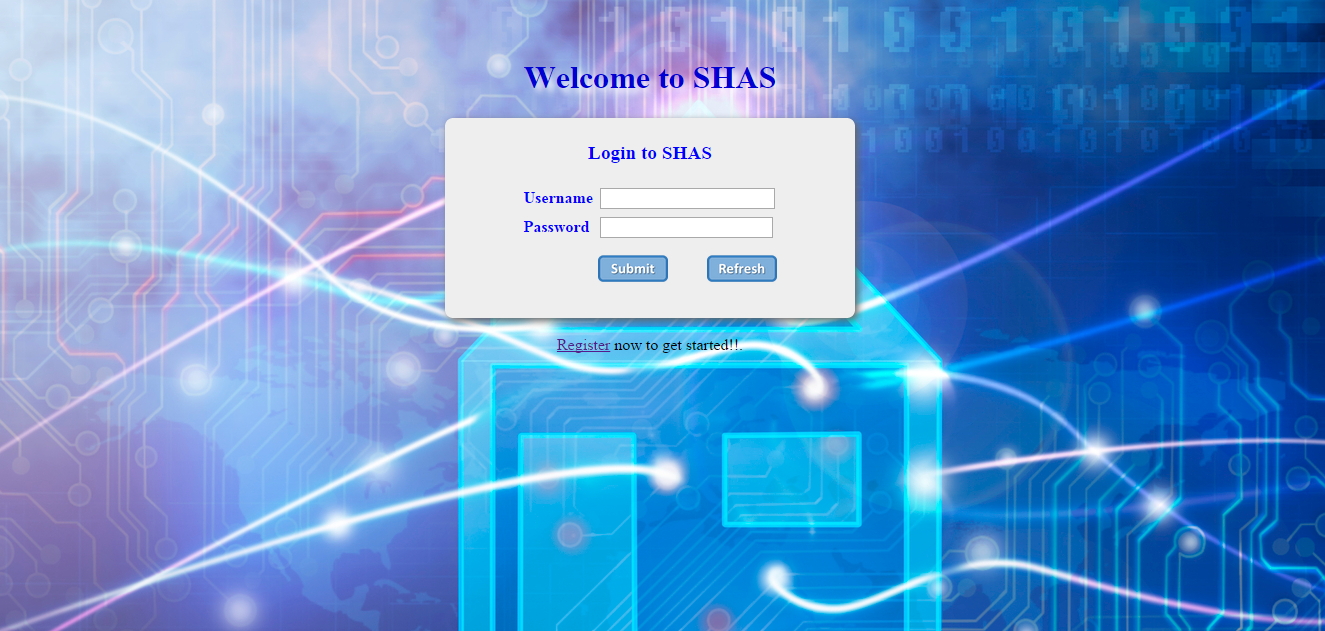 Welcome to SHAS
Login to SHAS
Username
Password
Submit Refresh
Register now to get started!!.